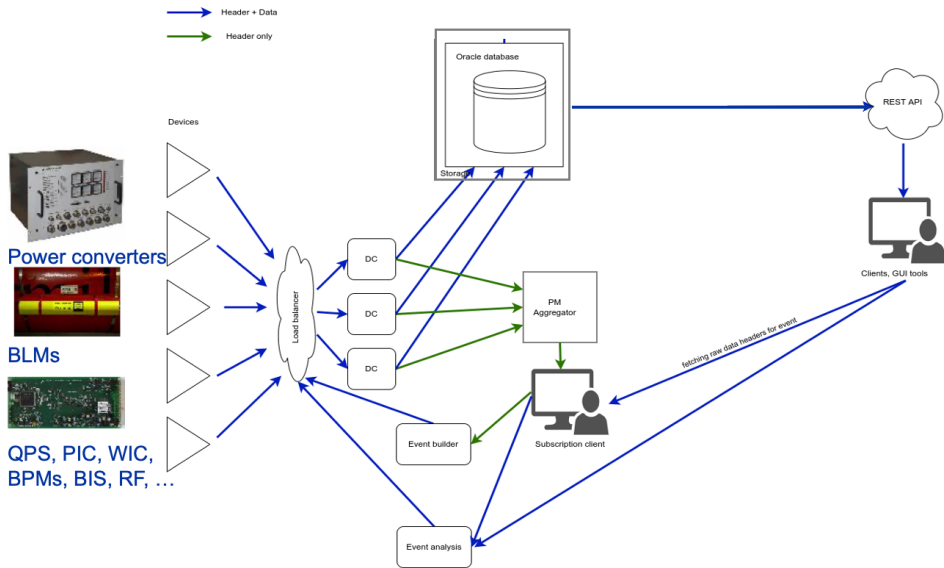 Header + Data
Header only
Devices
Power converters
BLMs
QPS, PIC, WIC,
BPMs, BIS, RF, …
Load balancer
DC
DC
DC
Oracle database
Storage
PM
Aggregator
Subscription client
Event builder
Event analysis
REST API
Clients, GUI tools
fetching raw data headers for event